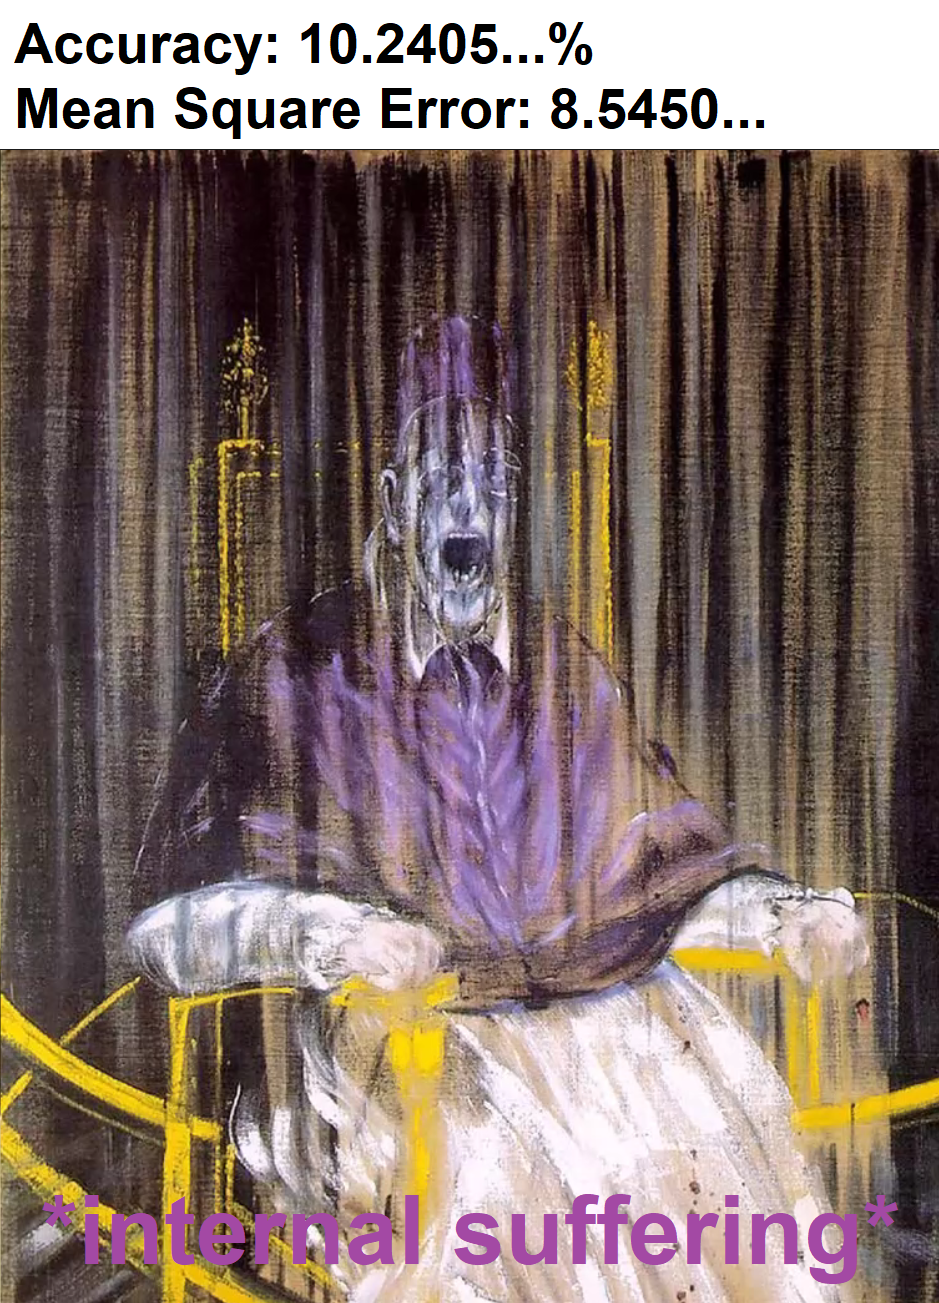 Accuracy: 10.2405...%
Mean Square Error: 8.5450...
*internal suffering*